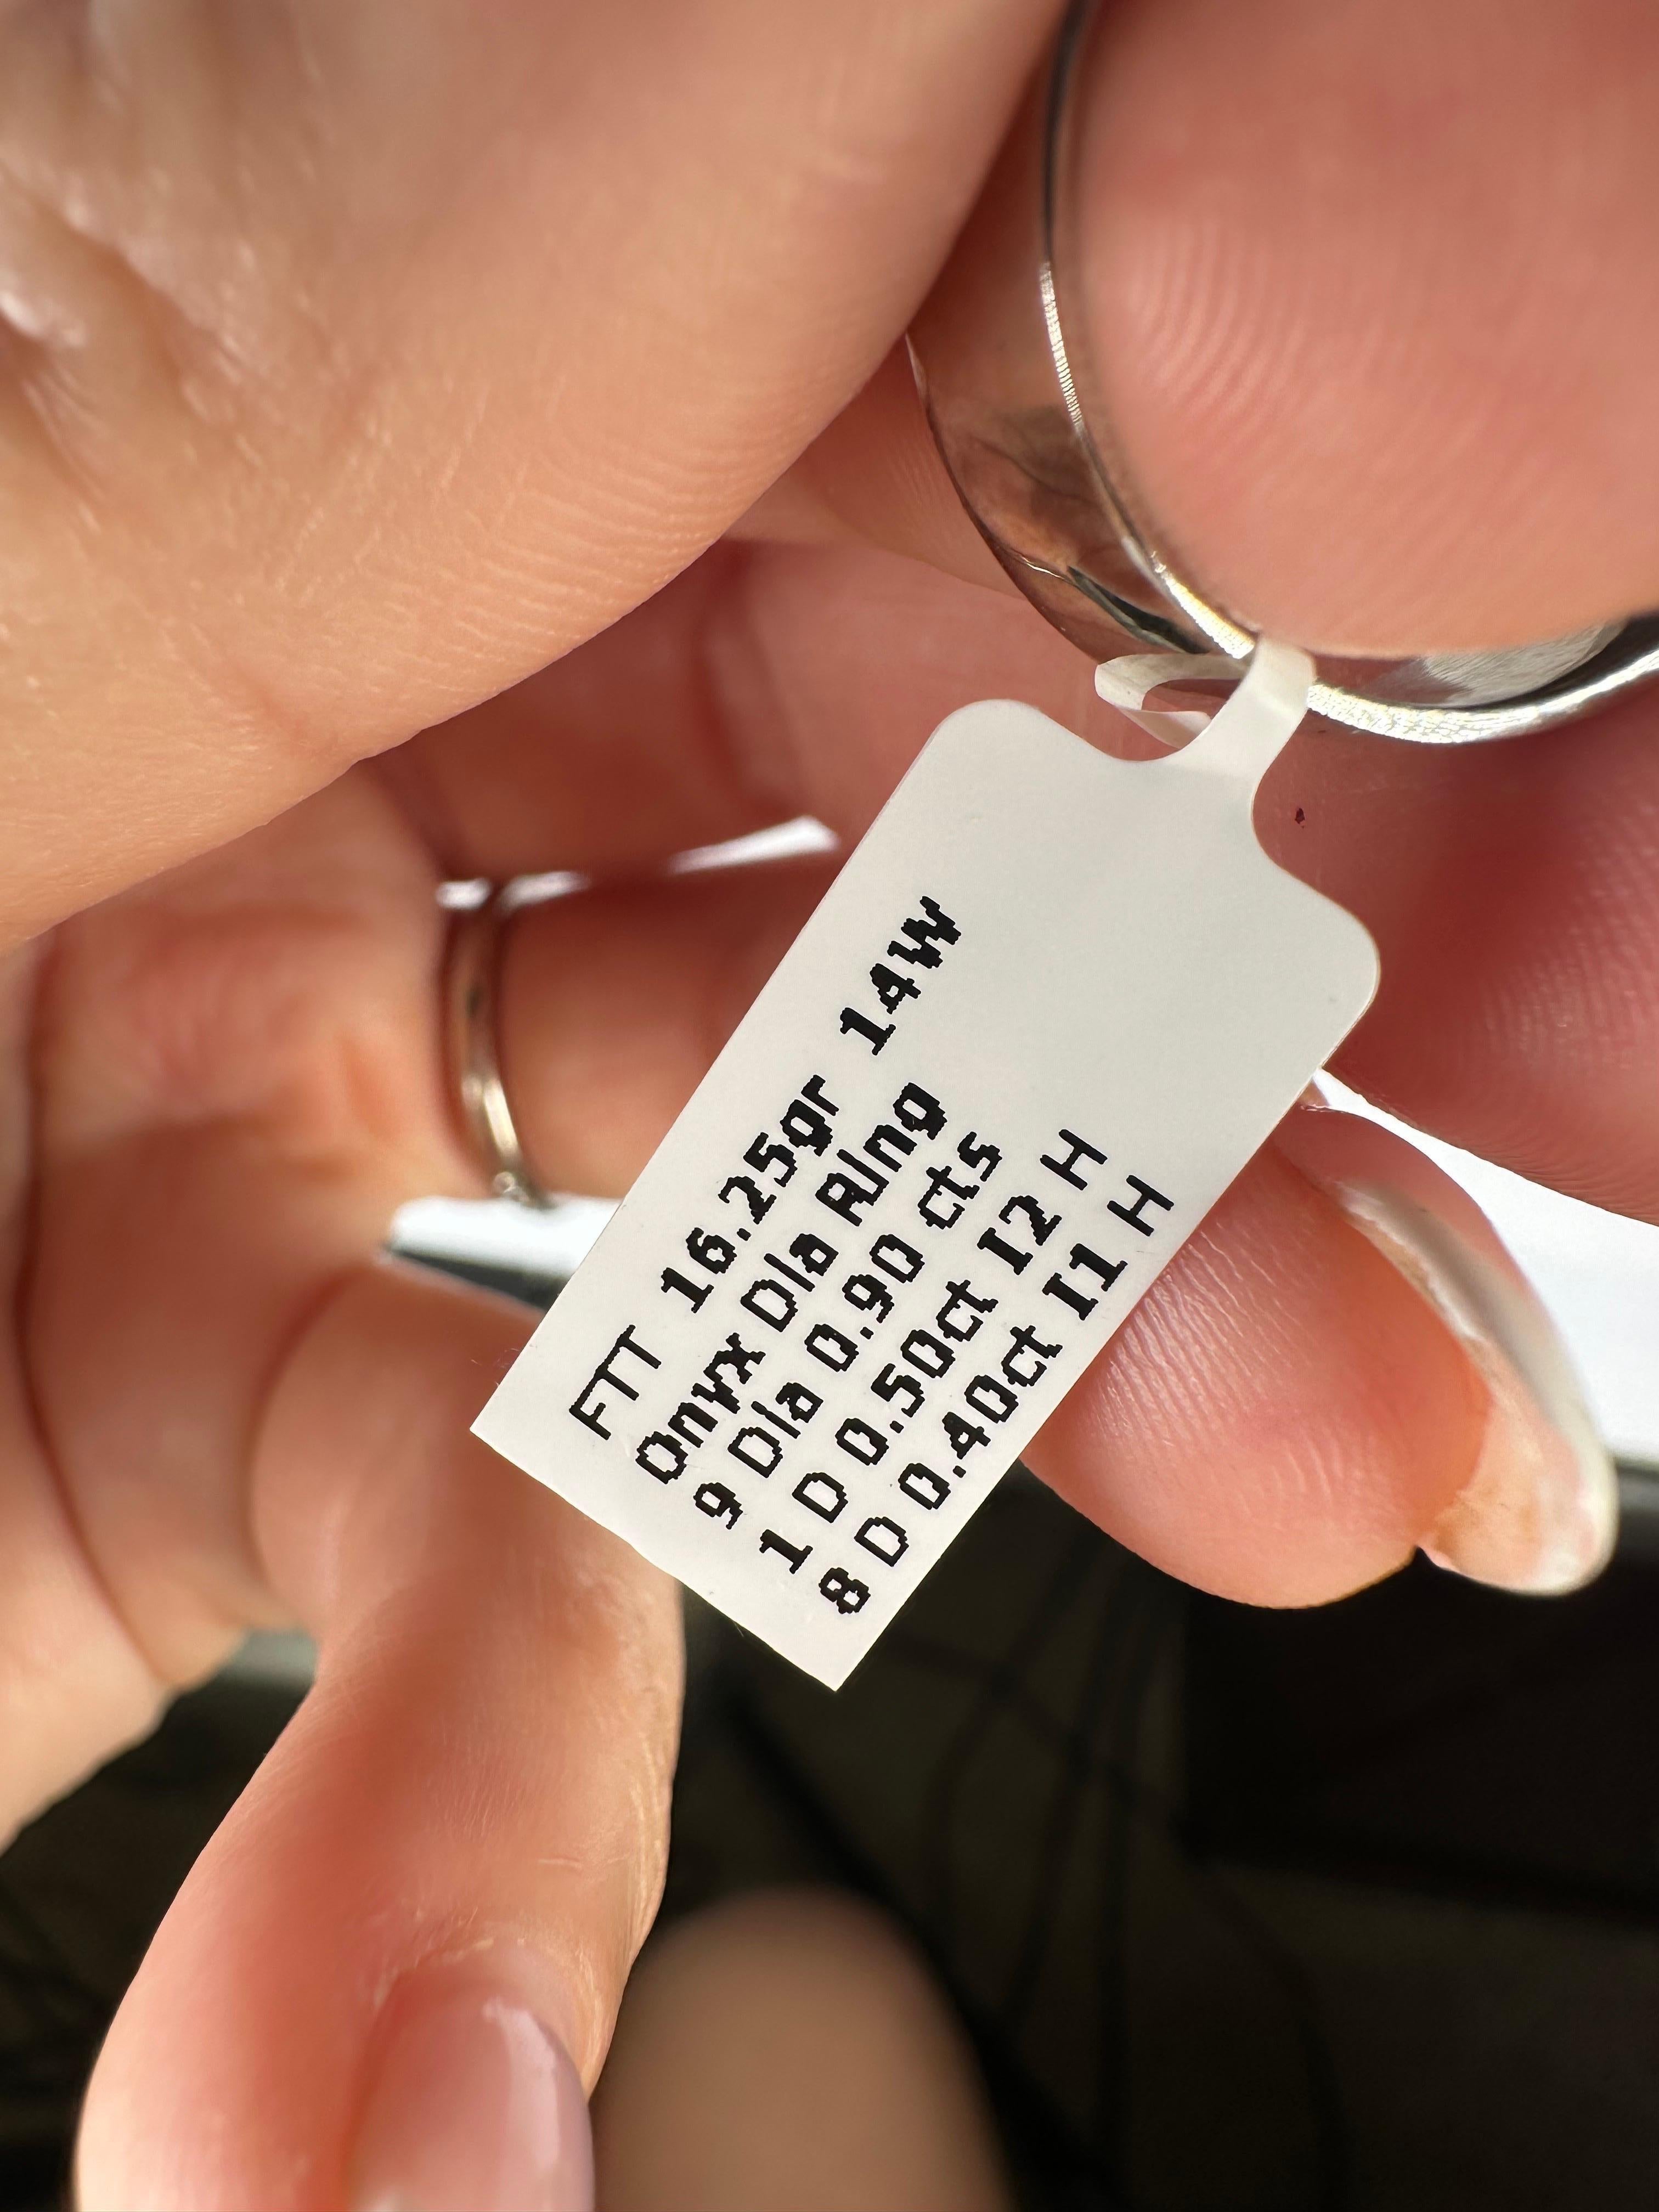 FTT 16.25gr 14W
Onyx Dia Ring
9 Dia 0.90 cts
1 D 0.50ct I2 H
8 D 0.40ct I1 H